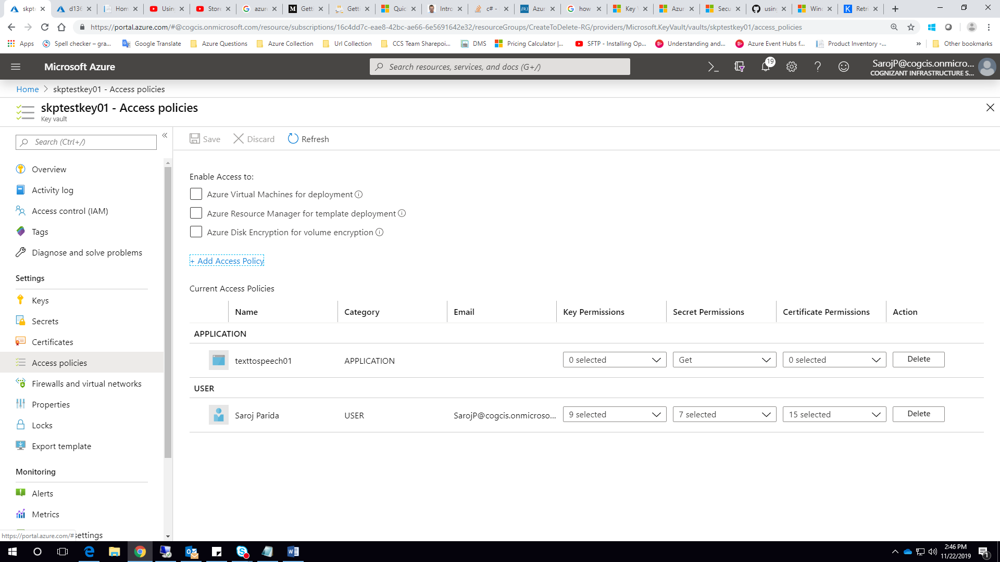 skpte
d136
Hom
Using
Store
azure
Getti
Getti
Quic
Intro
c# -
Azur
how
Key V
Azur
Secu
using
Wind
Retri
https://portal.azure.com/#@cogcis.onmicrosoft.com/resource/subscriptions/16c4dd7c-eae8-42bc-ae66-6e5691642e32/resourceGroups/CreateToDelete-RG/providers/Microsoft.KeyVault/vaults/skptestkey01/access_policies
Apps
Spell checker – gra...
Google Translate
Azure Questions
Azure Collection
Url Collection
CCS Team Sharepoi...
DMS
Pricing Calculator |...
SFTP - Installing Op...
Understanding and...
Azure Event Hubs f...
Product Inventory -...
»
Other bookmarks
Microsoft Azure
Search resources, services, and docs (G+/)
19
SarojP@cogcis.onmicro...
COGNIZANT INFRASTRUCTURE S...
Home > skptestkey01 - Access policies
skptestkey01 - Access policies
Key vault
Search (Ctrl+/)
«
Save
Discard
Refresh
Overview
Activity log
Access control (IAM)
Tags
Diagnose and solve problems
Settings
Keys
Secrets
Certificates
Access policies
Firewalls and virtual networks
Properties
Locks
Export template
Monitoring
Alerts
Metrics
settings
https://portal.azure.com/#
Enable Access to:
Azure Virtual Machines for deployment
Azure Resource Manager for template deployment
Azure Disk Encryption for volume encryption
+ Add Access Policy
Current Access Policies
Name Category Email Key Permissions Secret Permissions Certificate Permissions Action
APPLICATION
texttospeech01 APPLICATION 0 selected Get 0 selected Delete
USER
Saroj Parida USER SarojP@cogcis.onmicroso... 9 selected 7 selected 15 selected Delete
2:46 PM
11/22/2019
1